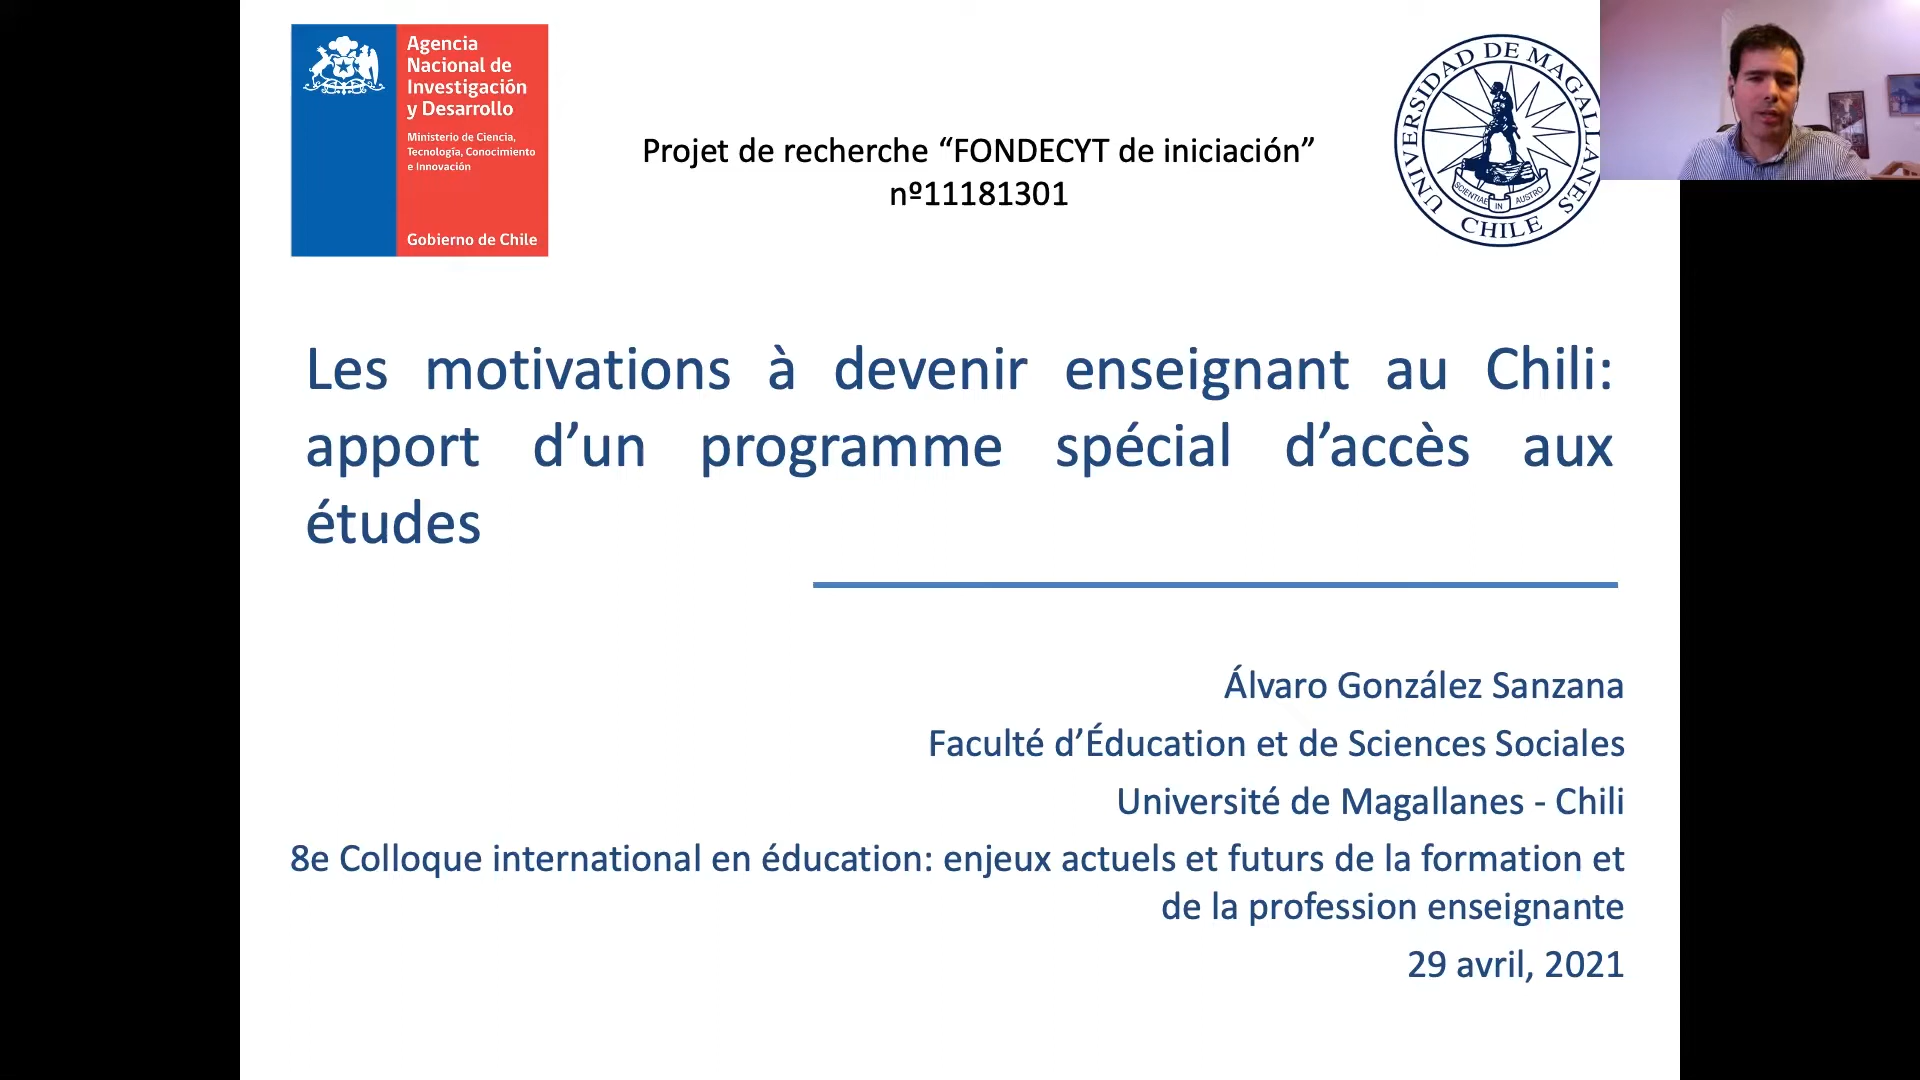 Agencia
Nacional de
Investigación
y Desarrollo
Ministerio de Ciencia,
Tecnología, Conocimiento
e Innovación
Gobierno de Chile
Projet de recherche “FONDECYT de iniciación”
nº11181301
UNIVERSIDAD DE MAGALLANES
SCIENTIAE IN AUSTRO
CHILE
Les motivations à devenir enseignant au Chili:
apport d’un programme spécial d’accès aux
études
Álvaro González Sanzana
Faculté d’Éducation et de Sciences Sociales
Université de Magallanes - Chili
8e Colloque international en éducation: enjeux actuels et futurs de la formation et
de la profession enseignante
29 avril, 2021